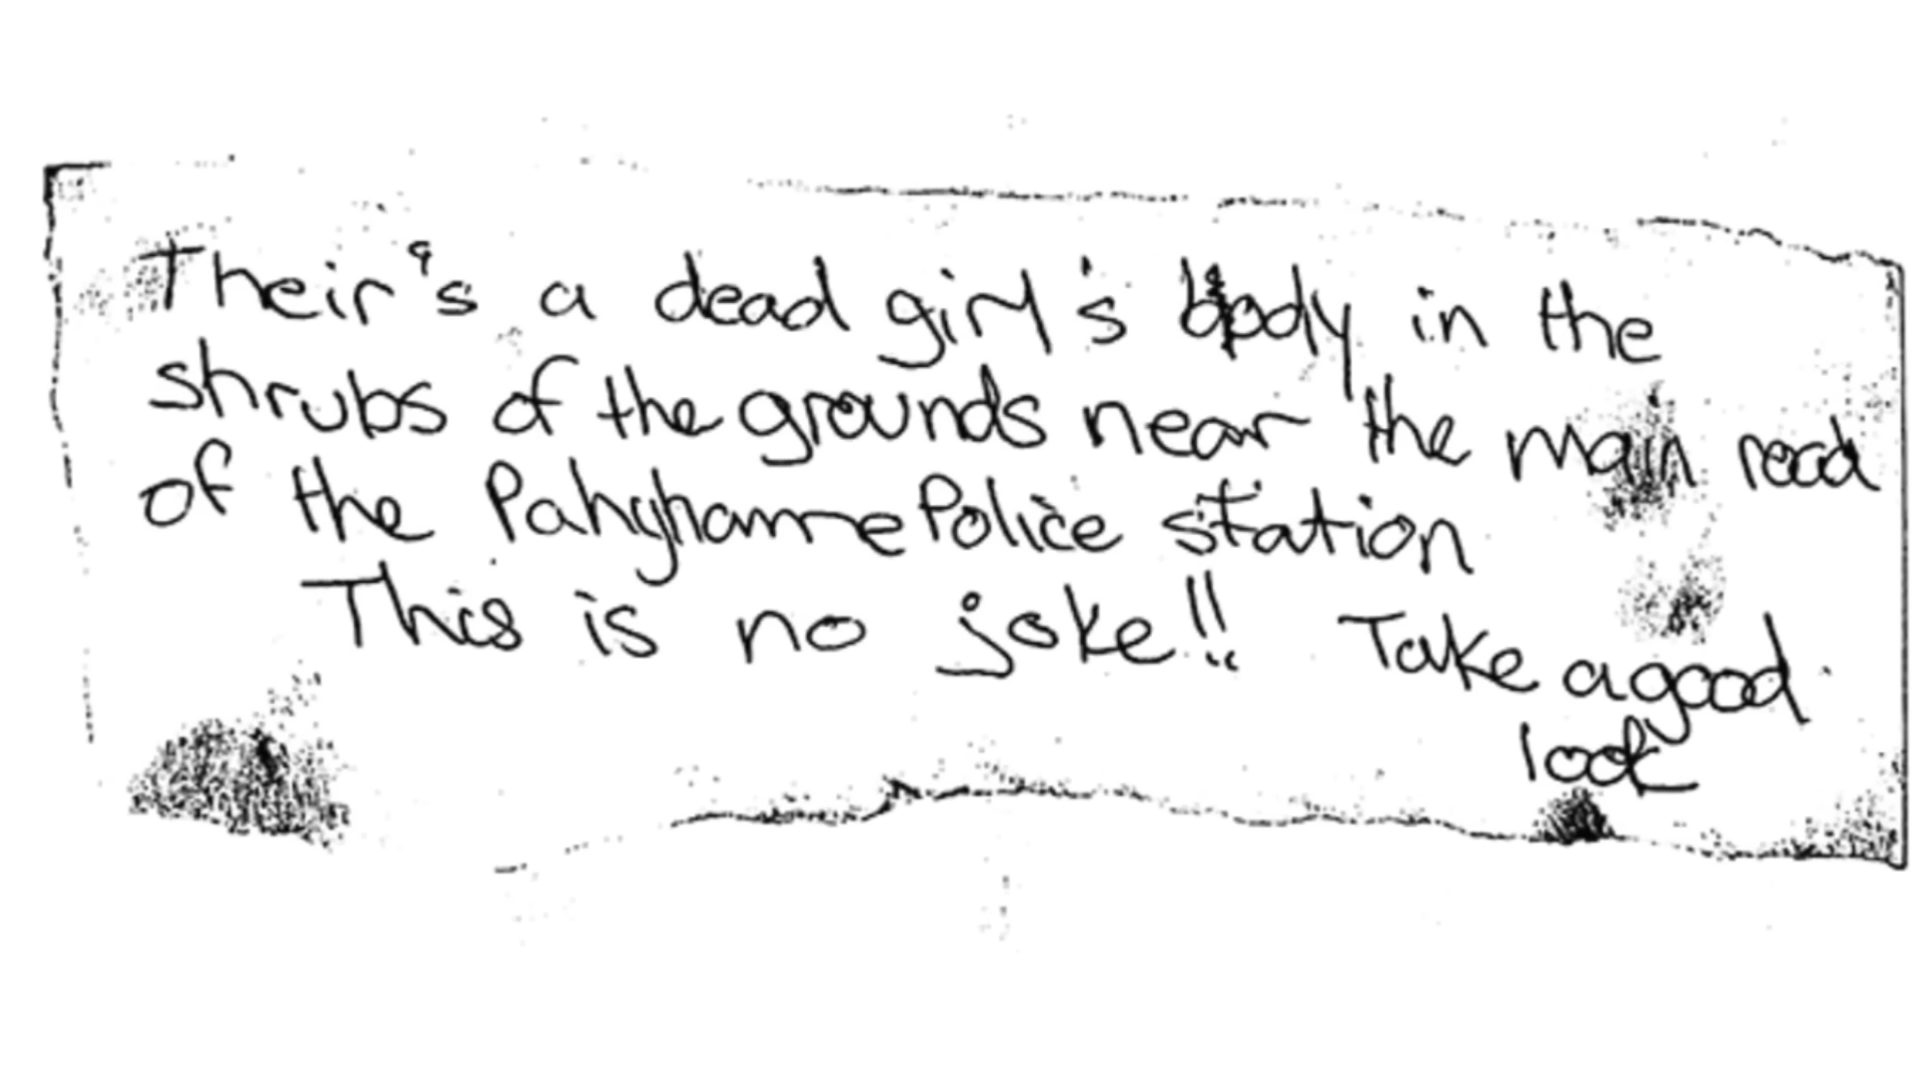 Their's a dead girl's body in the
shrubs of the grounds near the main road
of the Pahyhame Police station
This is no joke!! Take a good
look